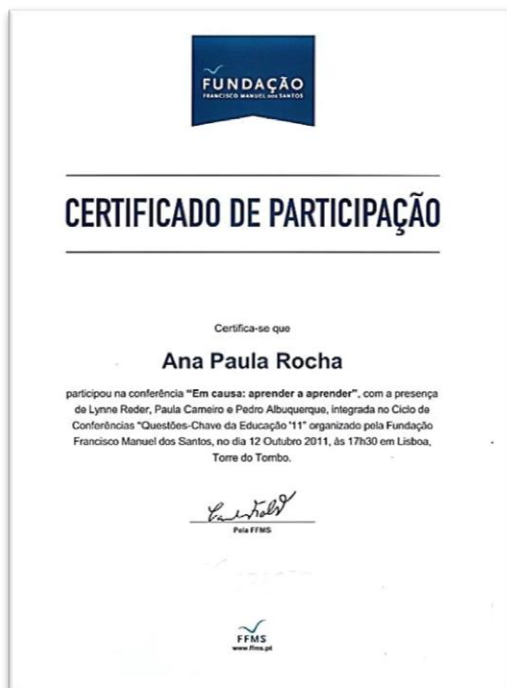 FUNDAÇÃO
FRANCISCO MANUEL DOS SANTOS
CERTIFICADO DE PARTICIPAÇÃO
Certifica-se que
Ana Paula Rocha
participou na conferência "Em causa: aprender a aprender", com a presença
de Lynne Reder, Paula Carneiro e Pedro Albuquerque, integrada no Ciclo de
Conferências "Questões-Chave da Educação '11" organizado pela Fundação
Francisco Manuel dos Santos, no dia 12 Outubro 2011, às 17h30 em Lisboa,
Torre do Tombo.
Pela FFMS
FFMS
www.ffms.pt